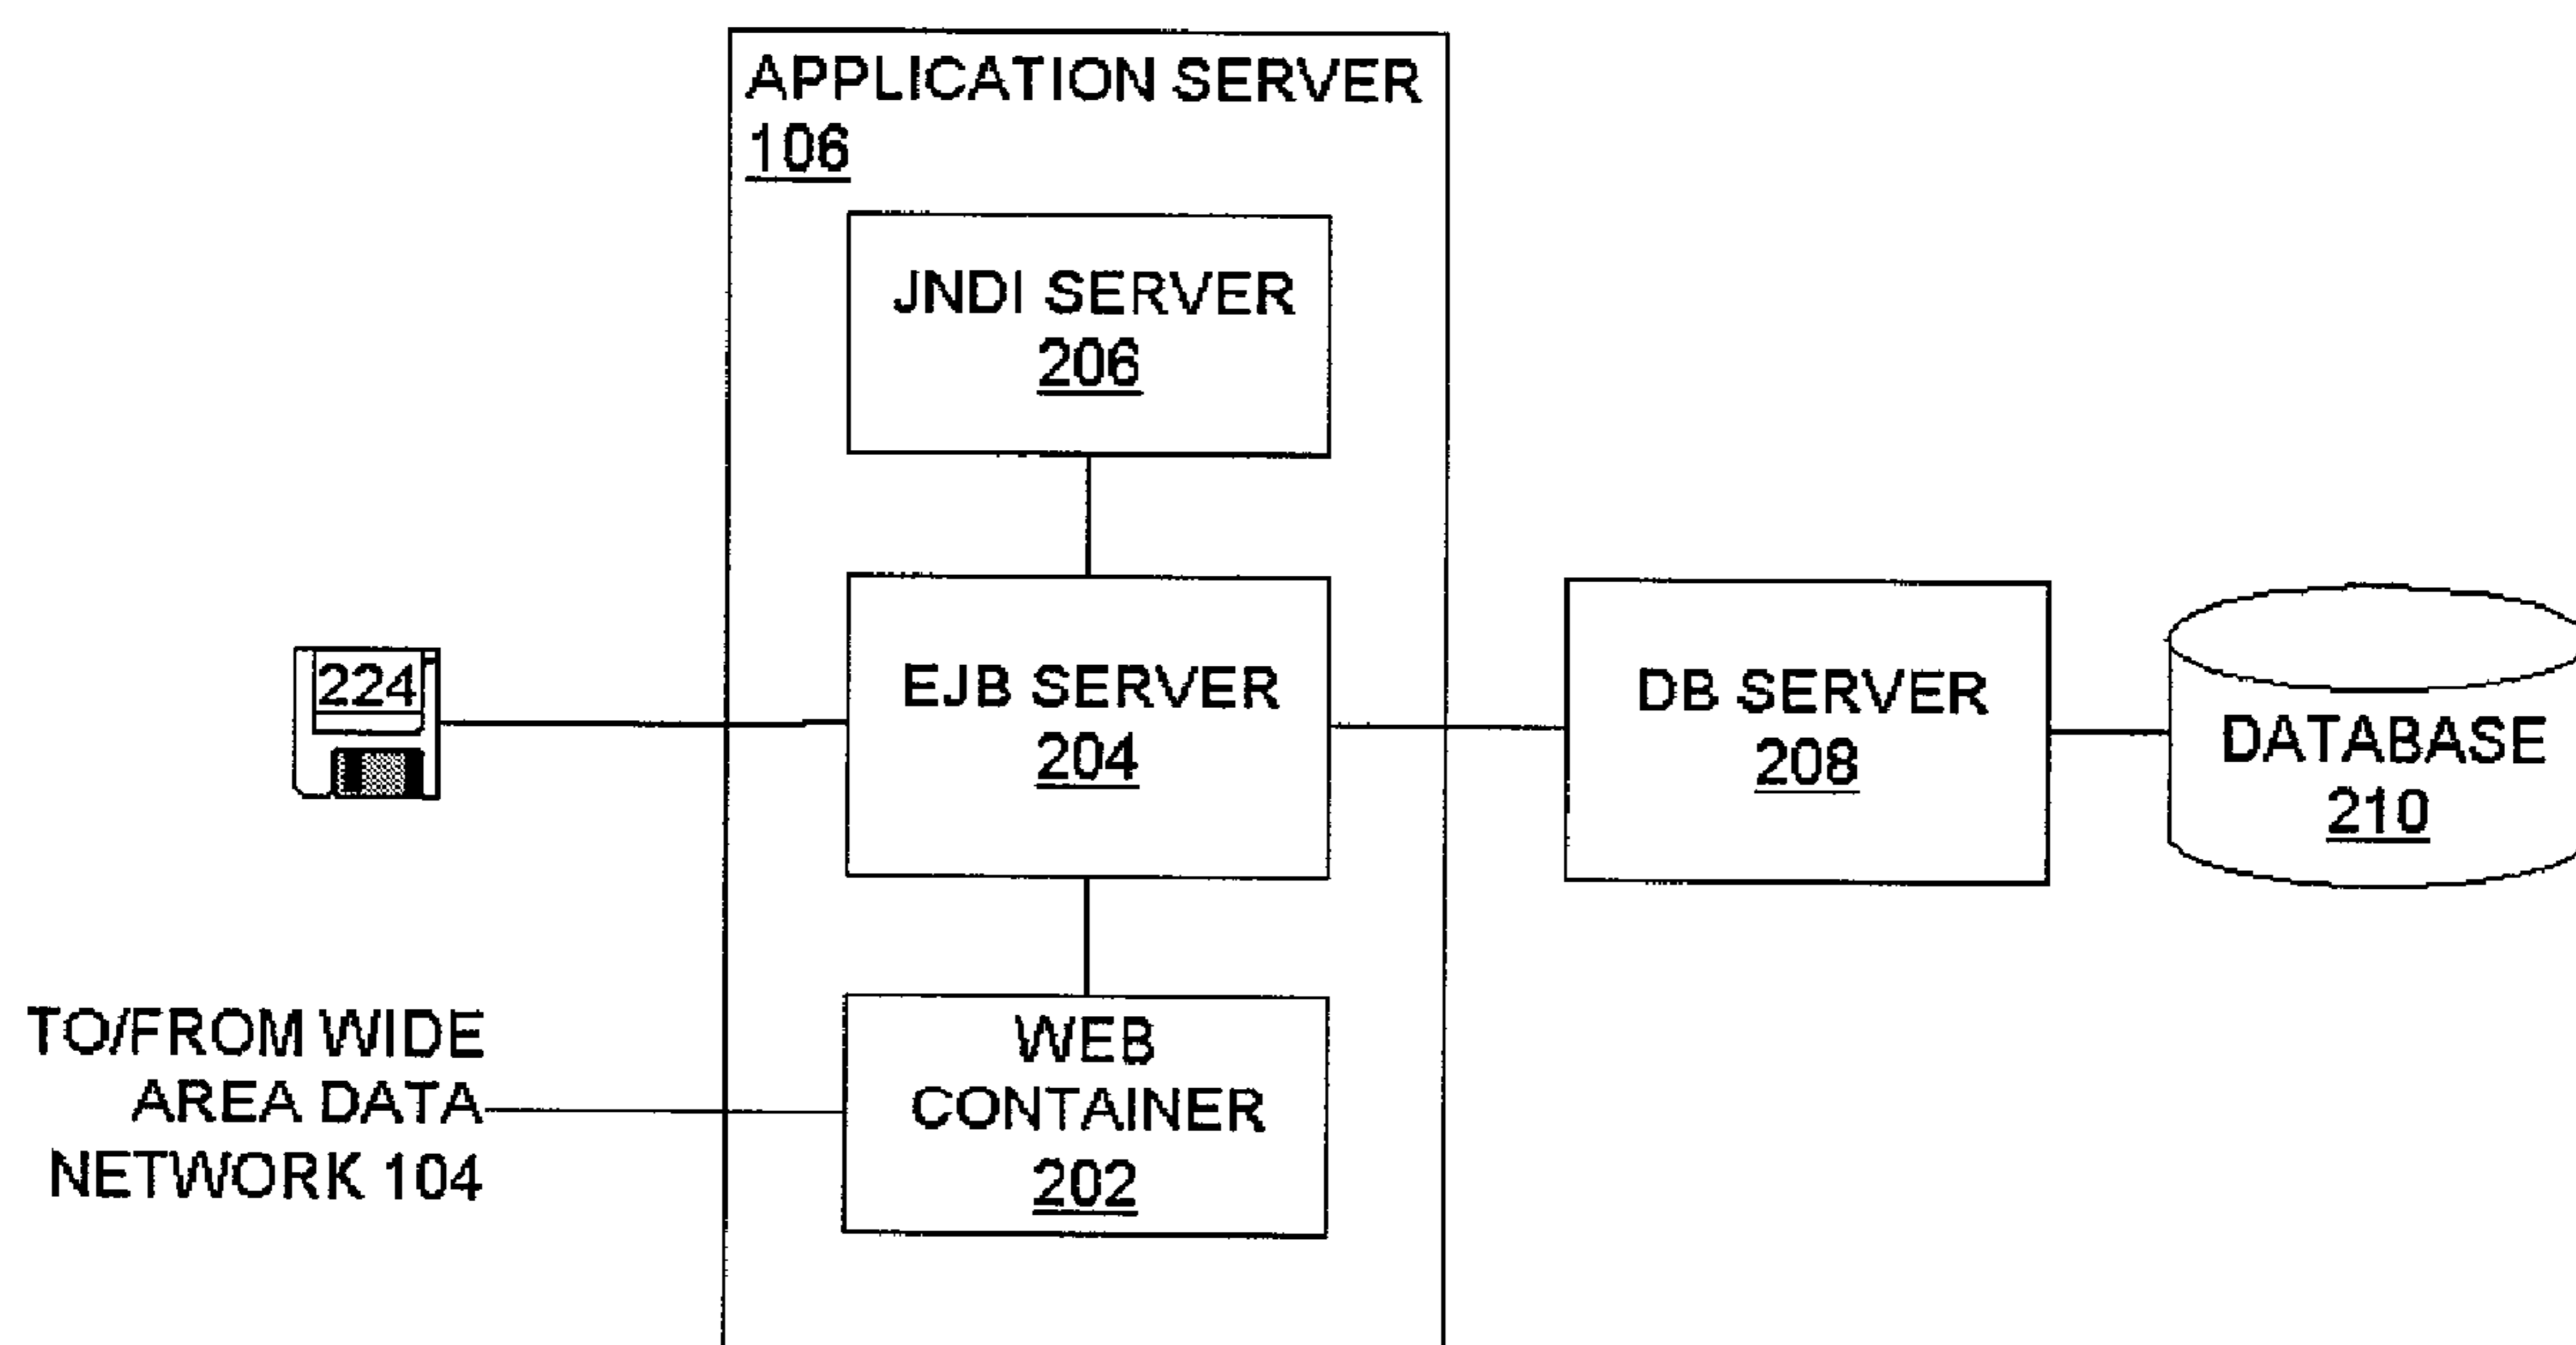 APPLICATION SERVER
106
JNDI SERVER
206
224
EJB SERVER
204
DB SERVER
208
DATABASE
210
TO/FROM WIDE
AREA DATA
NETWORK 104
WEB
CONTAINER
202